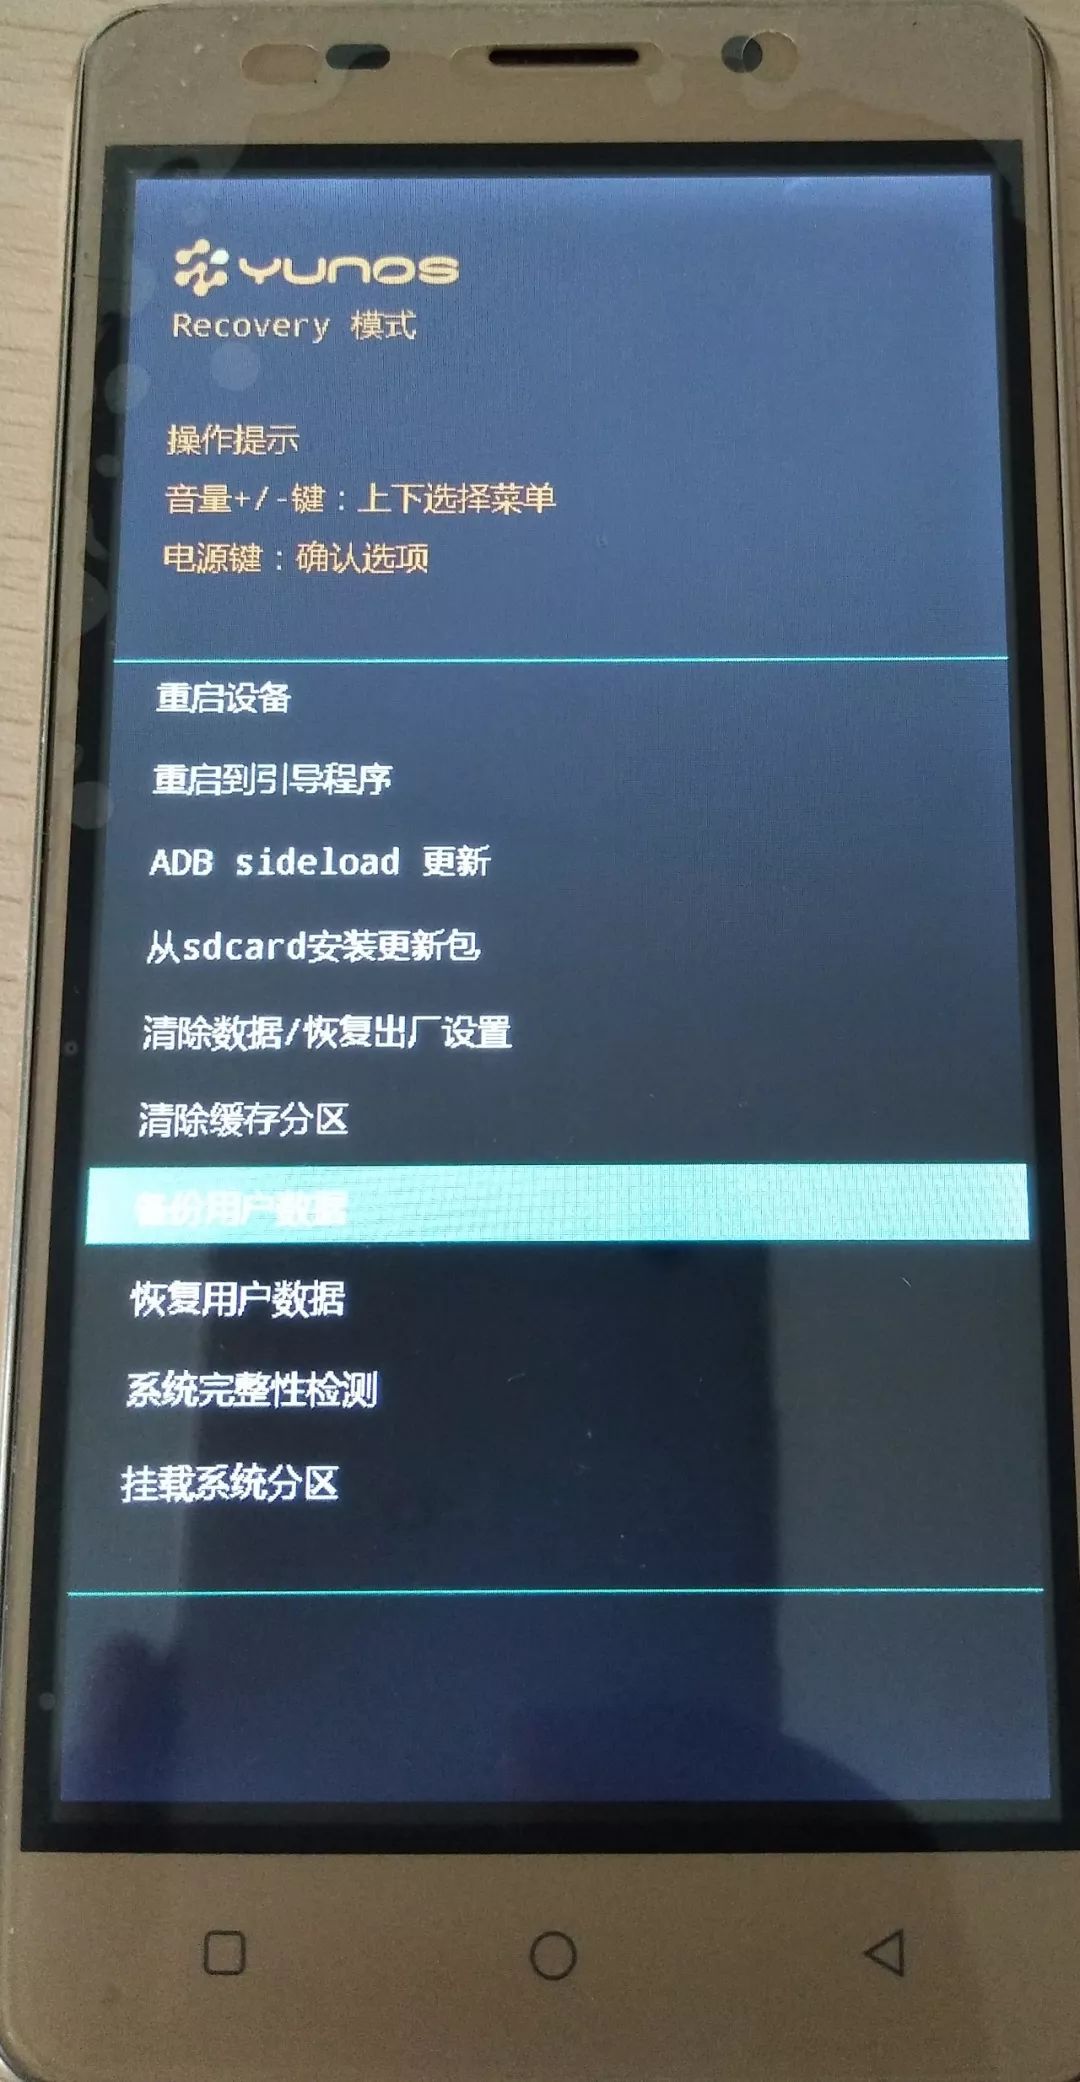 YUNOS
Recovery 模式
操作提示
音量+/-键：上下选择菜单
电源键：确认选项
重启设备
重启到引导程序
ADB sideload 更新
从sdcard安装更新包
清除数据/恢复出厂设置
清除缓存分区
备份用户数据
恢复用户数据
系统完整性检测
挂载系统分区